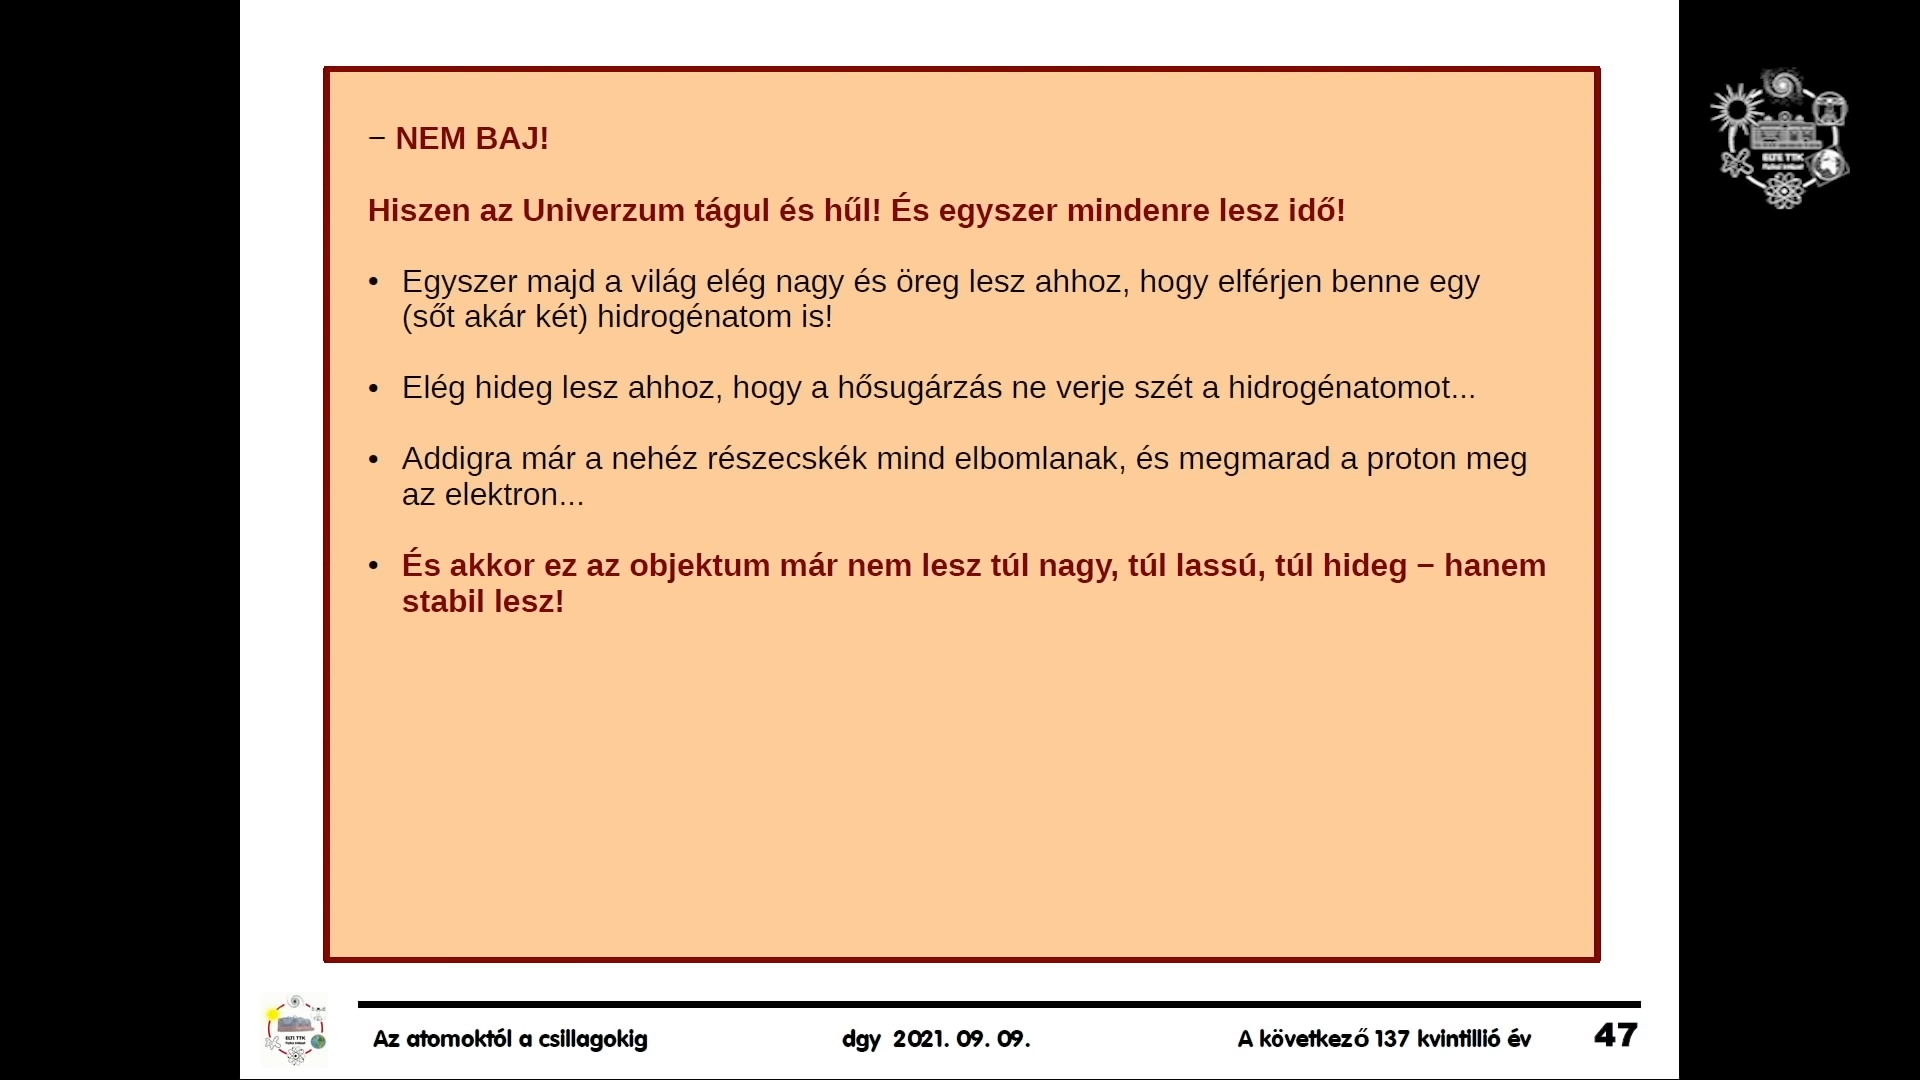 – NEM BAJ!
Hiszen az Univerzum tágul és hűl! És egyszer mindenre lesz idő!
• Egyszer majd a világ elég nagy és öreg lesz ahhoz, hogy elférjen benne egy
(sőt akár két) hidrogénatom is!
• Elég hideg lesz ahhoz, hogy a hősugárzás ne verje szét a hidrogénatomot...
• Addigra már a nehéz részecskék mind elbomlanak, és megmarad a proton meg
az elektron...
• És akkor ez az objektum már nem lesz túl nagy, túl lassú, túl hideg – hanem
stabil lesz!
ELTE TTK
Az atomoktól a csillagokig dgy 2021. 09. 09. A következő 137 kvintillió év 47
ELTE TTK